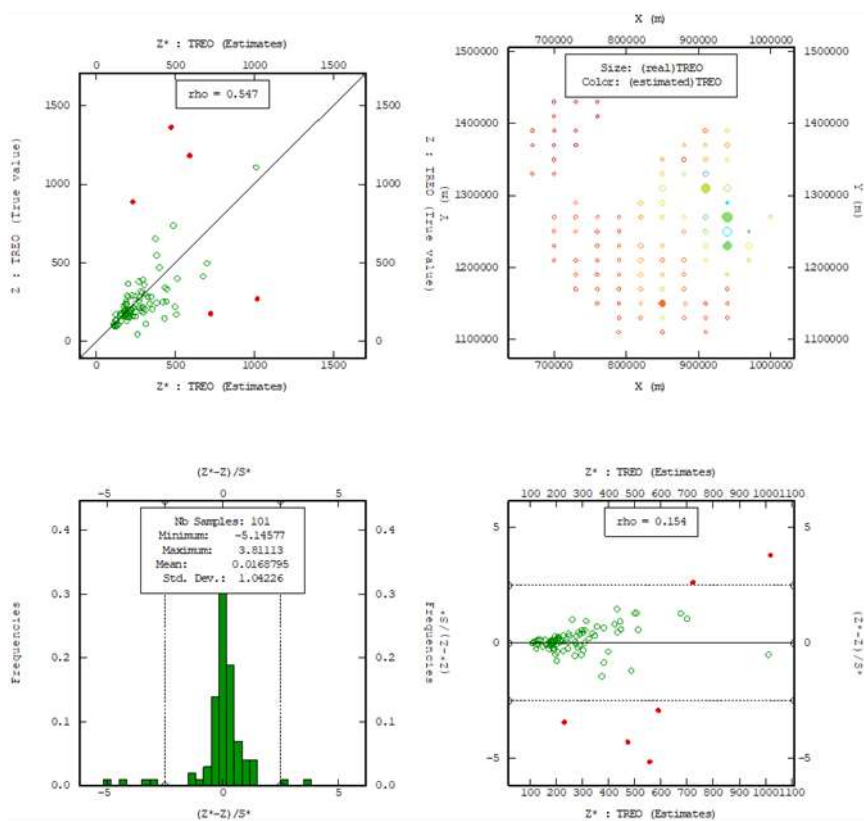 Z* : TREO (Estimates)
0 500 1000 1500
rho = 0.547
1500 1500
1000 1000
500 500
0 0
Z : TREO (True value)
Z : TREO (True value)
0 500 1000 1500
Z* : TREO (Estimates)
X (m)
700000 800000 900000 1000000
Size: (real)TREO
Color: (estimated)TREO
1500000 1500000
1400000 1400000
1300000 1300000
1200000 1200000
1100000 1100000
Y (m)
Y (m)
700000 800000 900000 1000000
X (m)
(Z*-Z)/S*
-5 0 5
Nb Samples: 101
Minimum: -5.14577
Maximum: 3.81113
Mean: 0.0168795
Std. Dev.: 1.04226
0.4 0.4
0.3 0.3
0.2 0.2
0.1 0.1
0.0 0.0
Frequencies
Frequencies
-5 0 5
(Z*-Z)/S*
Z* : TREO (Estimates)
100 200 300 400 500 600 700 800 900 1000 1100
rho = 0.154
5 5
0 0
-5 -5
(Z*-Z)/S*
(Z*-Z)/S*
100 200 300 400 500 600 700 800 900 1000 1100
Z* : TREO (Estimates)